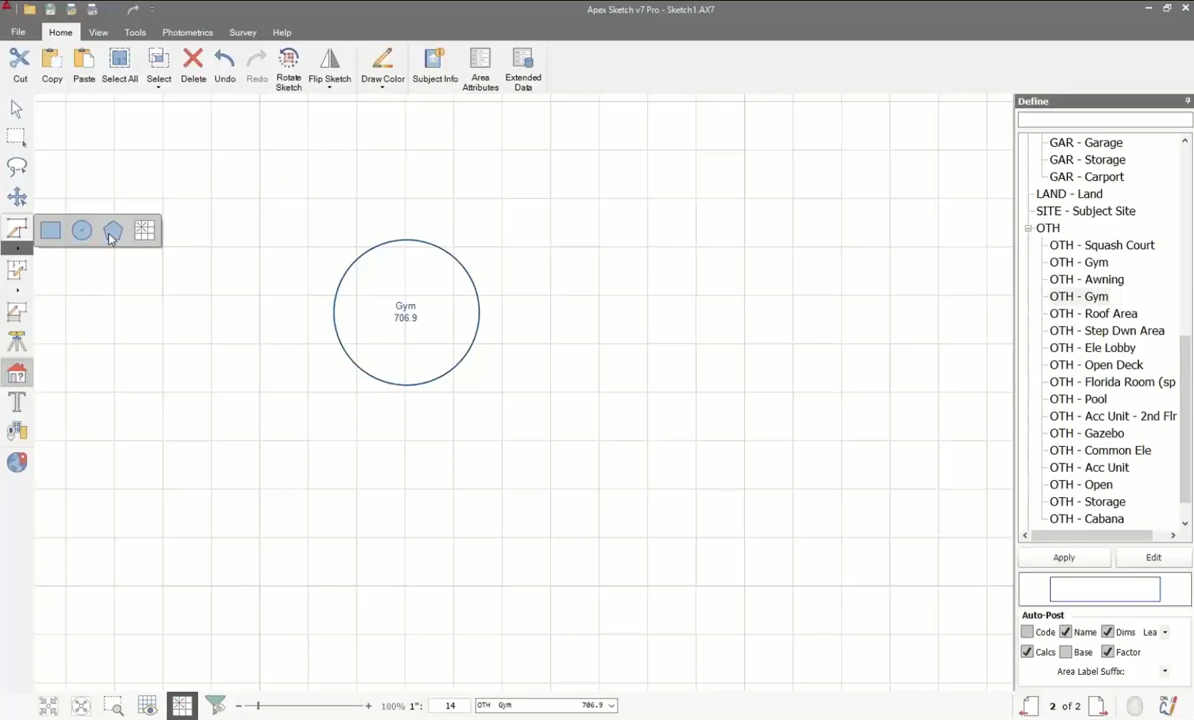 Apex Sketch v7 Pro - Sketch1.AX7
File Home View Tools Photometrics Survey Help
Cut Copy Paste Select All Select Delete Undo Redo Rotate Sketch Flip Sketch Draw Color Subject Info Area Attributes Extended Data
Define
GAR - Garage
GAR - Storage
GAR - Carport
LAND - Land
SITE - Subject Site
OTH
OTH - Squash Court
OTH - Gym
OTH - Awning
OTH - Gym
OTH - Roof Area
OTH - Step Dwn Area
OTH - Ele Lobby
OTH - Open Deck
OTH - Florida Room (sp
OTH - Pool
OTH - Acc Unit - 2nd Flr
OTH - Gazebo
OTH - Common Ele
OTH - Acc Unit
OTH - Open
OTH - Storage
OTH - Cabana
Gym
706.9
Apply Edit
Auto-Post
Code Name Dims Lea
Calcs Base Factor
Area Label Suffix:
100% 1": 14 OTH Gym 706.9
2 of 2